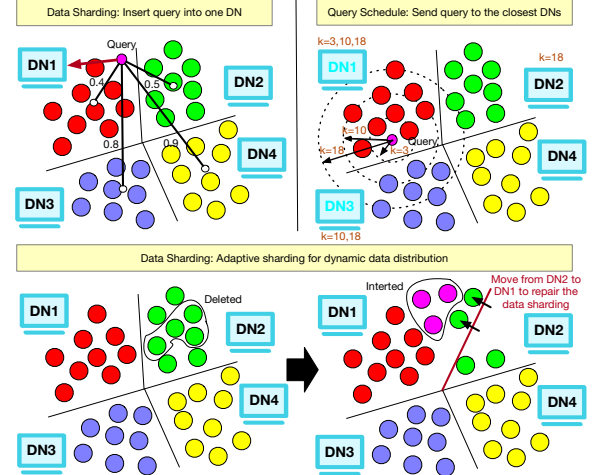 Data Sharding: Insert query into one DN
Query
DN1
DN2
0.4
0.5
0.8
0.9
DN4
DN3
Query Schedule: Send query to the closest DNs
k=3,10,18
DN1
k=18
DN2
k=10
Query
k=18
k=3
DN4
DN3
k=10,18
Data Sharding: Adaptive sharding for dynamic data distribution
DN1
Deleted
DN2
DN4
DN3
Interted
Move from DN2 to
DN1 to repair the
data sharding
DN1
DN2
DN4
DN3